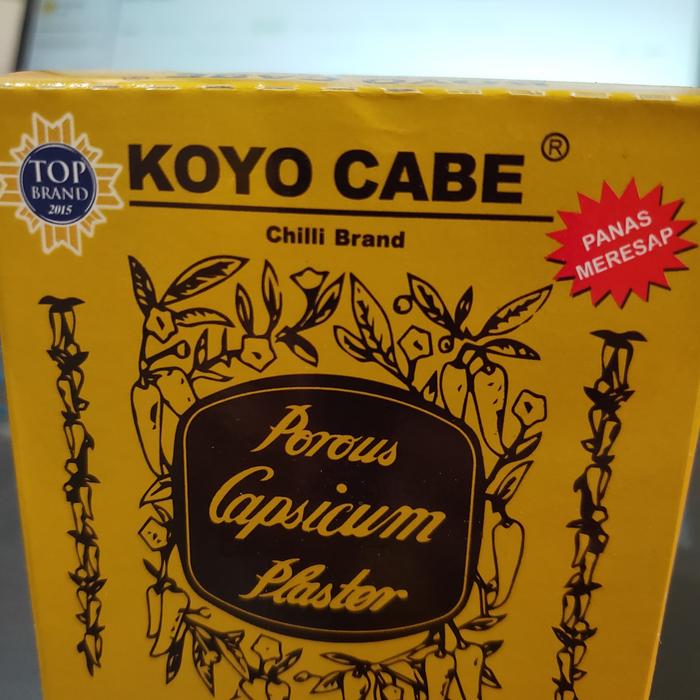 KOYO CABE ®
TOP
BRAND
2015
Chilli Brand
PANAS
MERESAP
Porous
Capsicum
Plaster